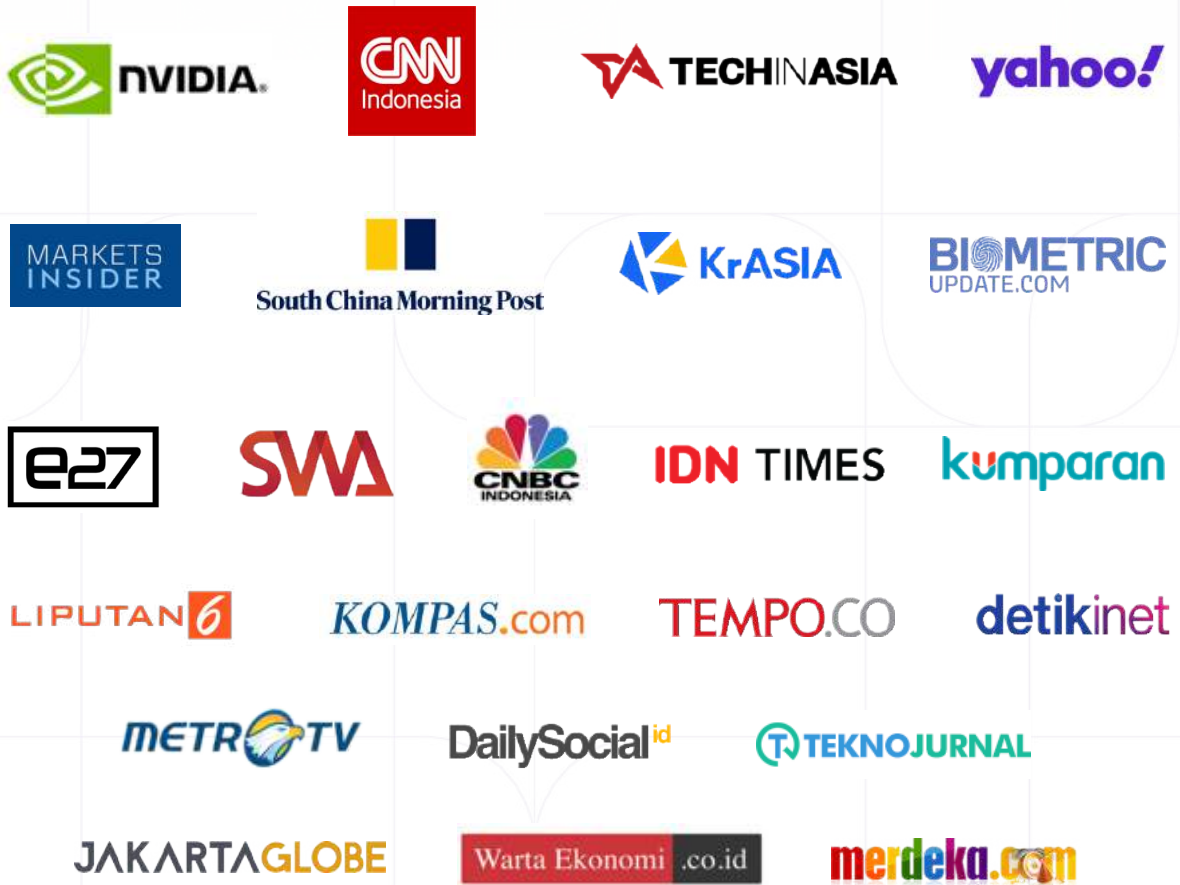 NVIDIA®
CNN
Indonesia
TECHINASIA
yahoo!
MARKETS
INSIDER
South China Morning Post
KrASIA
BIOMETRIC
UPDATE.COM
e27
SWA
CNBC
INDONESIA
IDN TIMES
kumparan
LIPUTAN6
KOMPAS.com
TEMPO.CO
detikinet
METROTV
DailySocial.id
TEKNOJURNAL
JAKARTAGLOBE
Warta Ekonomi .co.id
merdeka.com